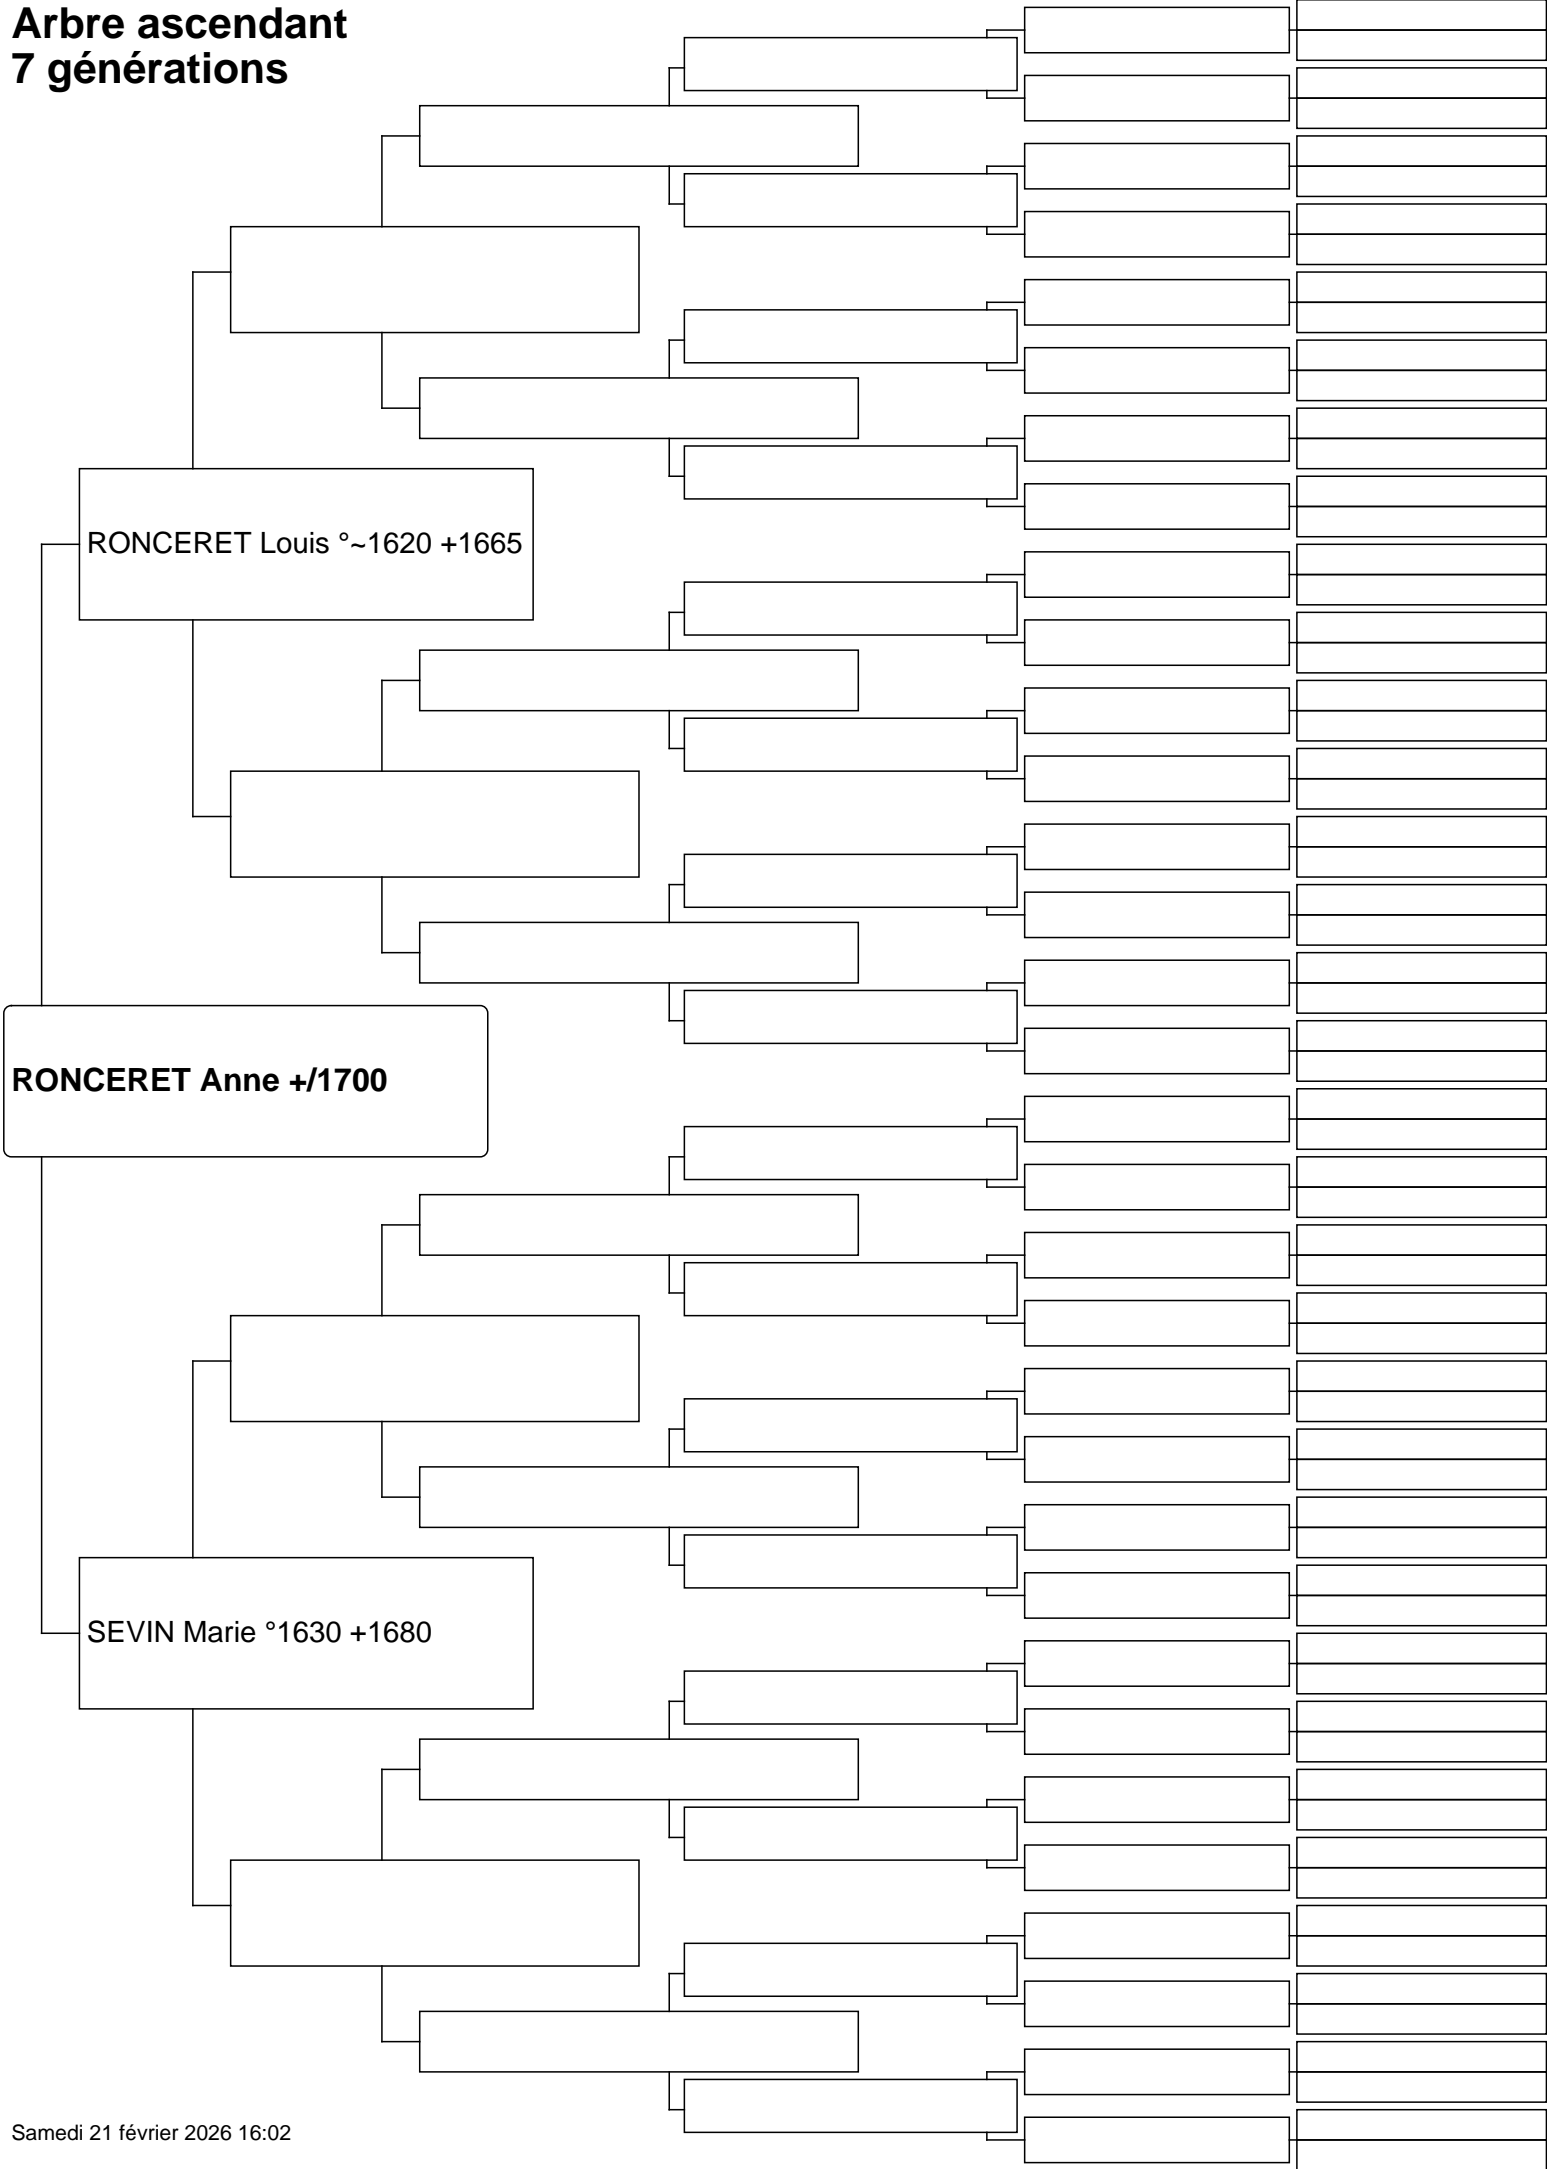 Arbre ascendant
7 générations
RONCERET Louis °~1620 +1665
RONCERET Anne +/1700
SEVIN Marie °1630 +1680
Samedi 21 février 2026 16:02